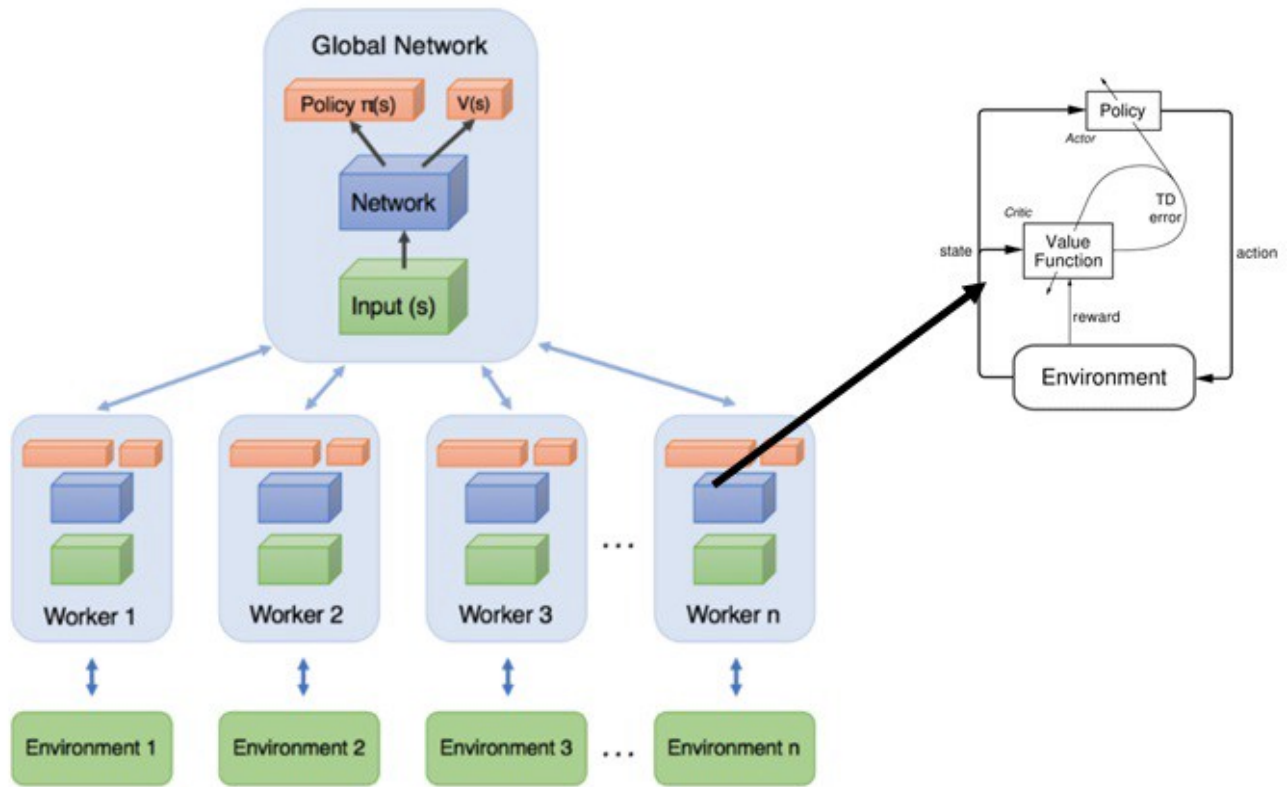 Global Network
Policy π(s)
V(s)
Network
Input (s)
Worker 1
Worker 2
Worker 3
...
Worker n
Environment 1
Environment 2
Environment 3
...
Environment n
Policy
Actor
TD
error
Critic
Value
Function
state
action
reward
Environment